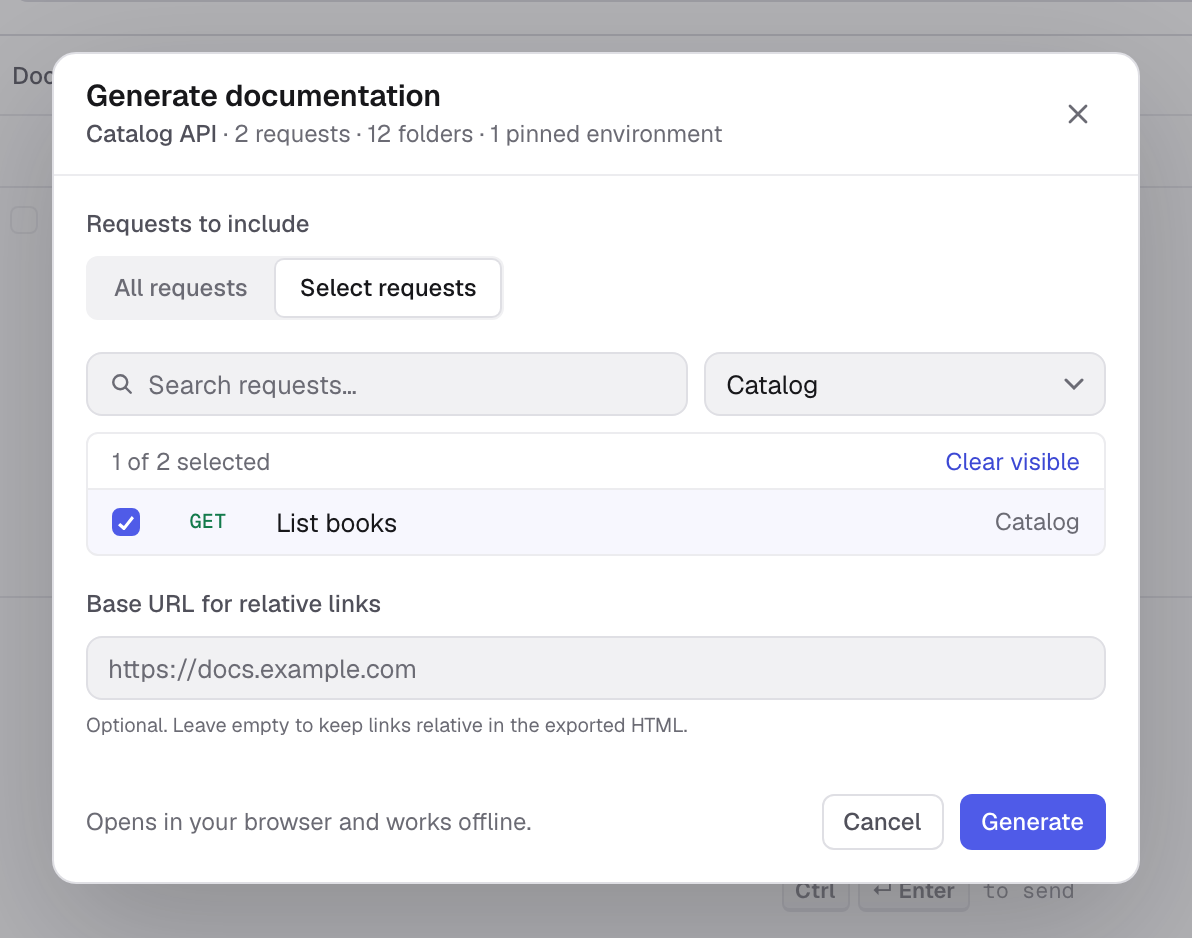 Doc
Generate documentation
Catalog API · 2 requests · 12 folders · 1 pinned environment
Requests to include
All requests
Select requests
Search requests...
Catalog
1 of 2 selected
Clear visible
GET
List books
Catalog
Base URL for relative links
https://docs.example.com
Optional. Leave empty to keep links relative in the exported HTML.
Opens in your browser and works offline.
Cancel
Generate
Ctrl
↵ Enter
to send